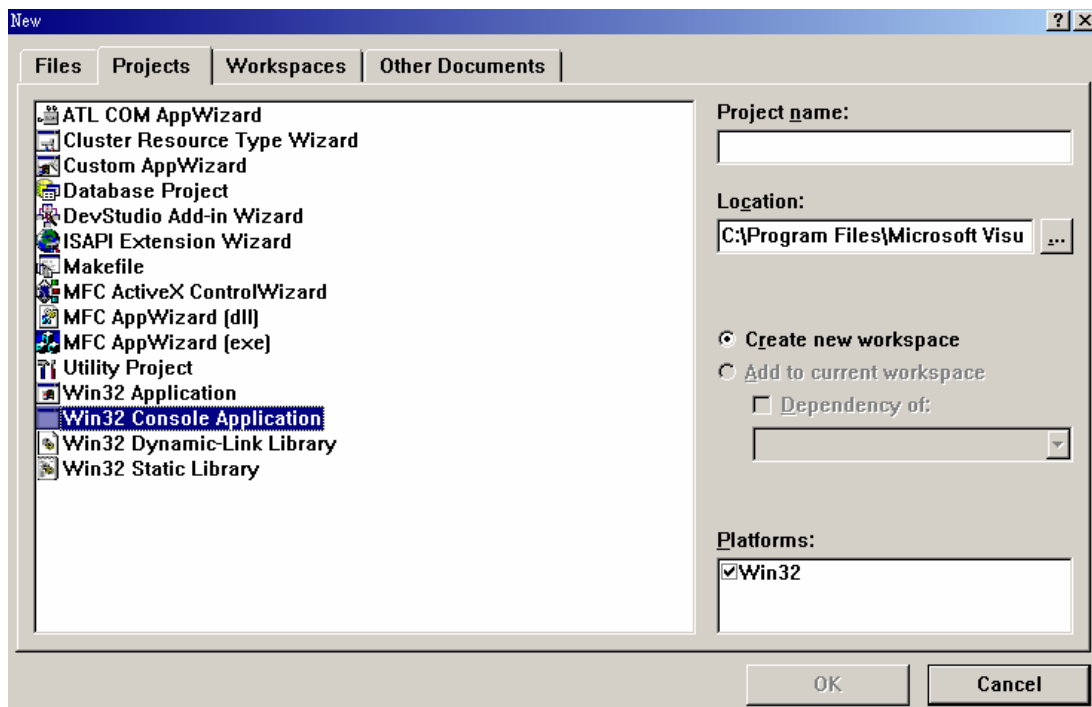 New
Files Projects Workspaces Other Documents
ATL COM AppWizard
Cluster Resource Type Wizard
Custom AppWizard
Database Project
DevStudio Add-in Wizard
ISAPI Extension Wizard
Makefile
MFC ActiveX ControlWizard
MFC AppWizard (dll)
MFC AppWizard (exe)
Utility Project
Win32 Application
Win32 Console Application
Win32 Dynamic-Link Library
Win32 Static Library
Project name:
Location:
C:\Program Files\Microsoft Visu
...
Create new workspace
Add to current workspace
Dependency of:
Platforms:
Win32
OK Cancel